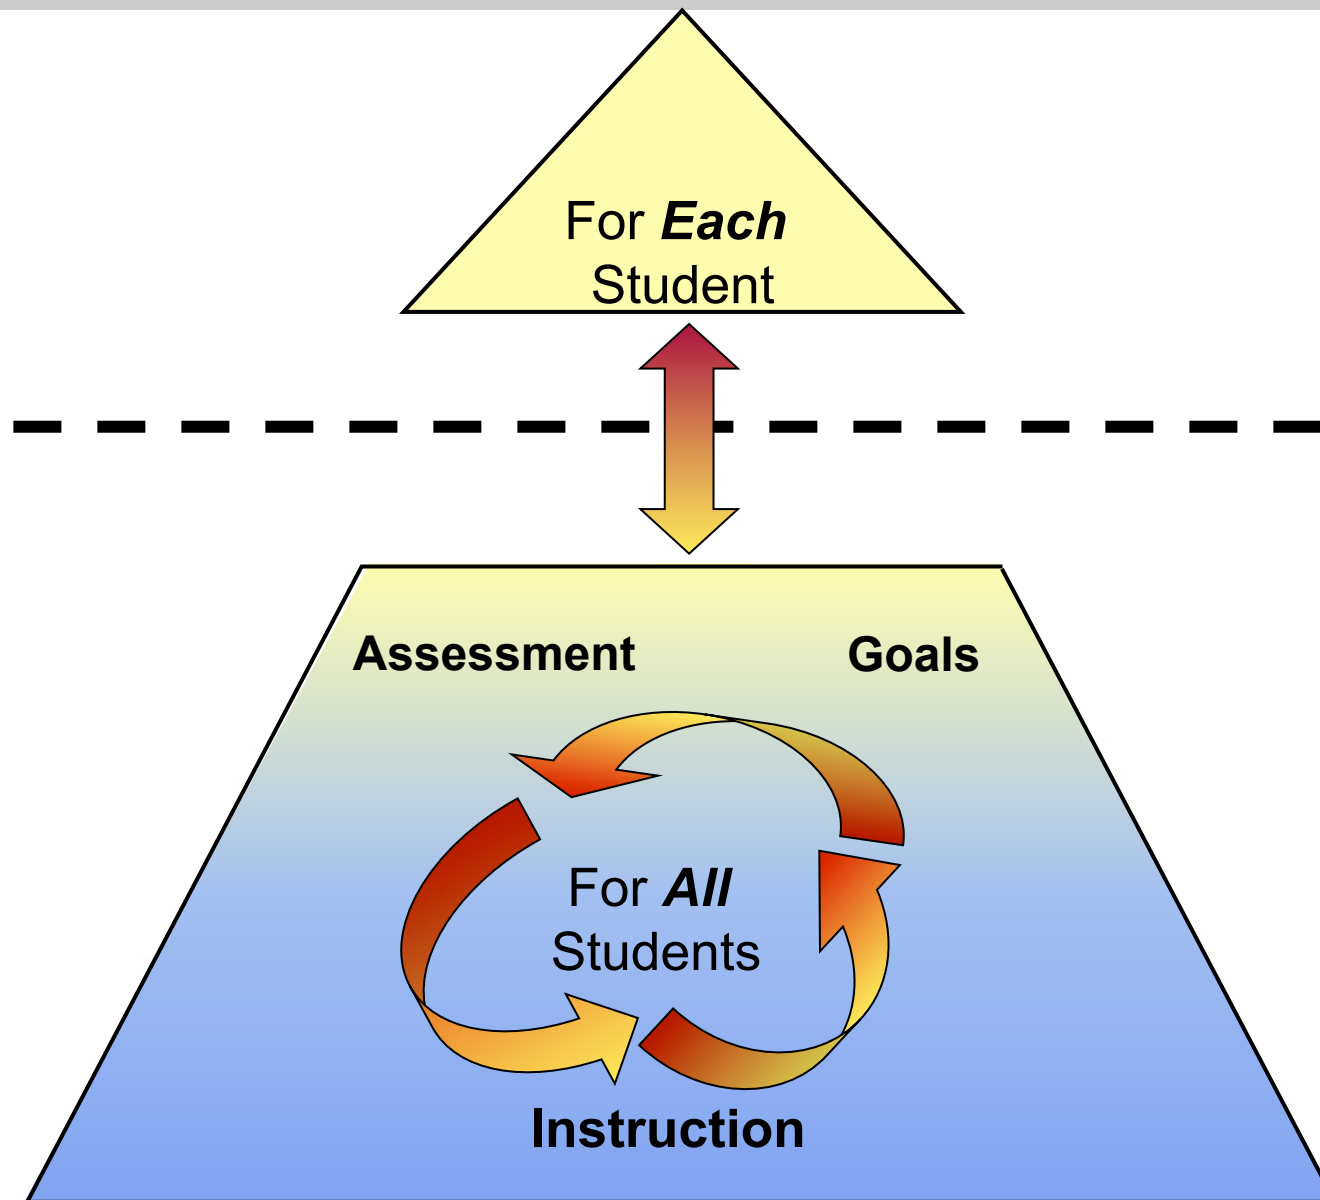 For Each
Student
Assessment
Goals
For All
Students
Instruction